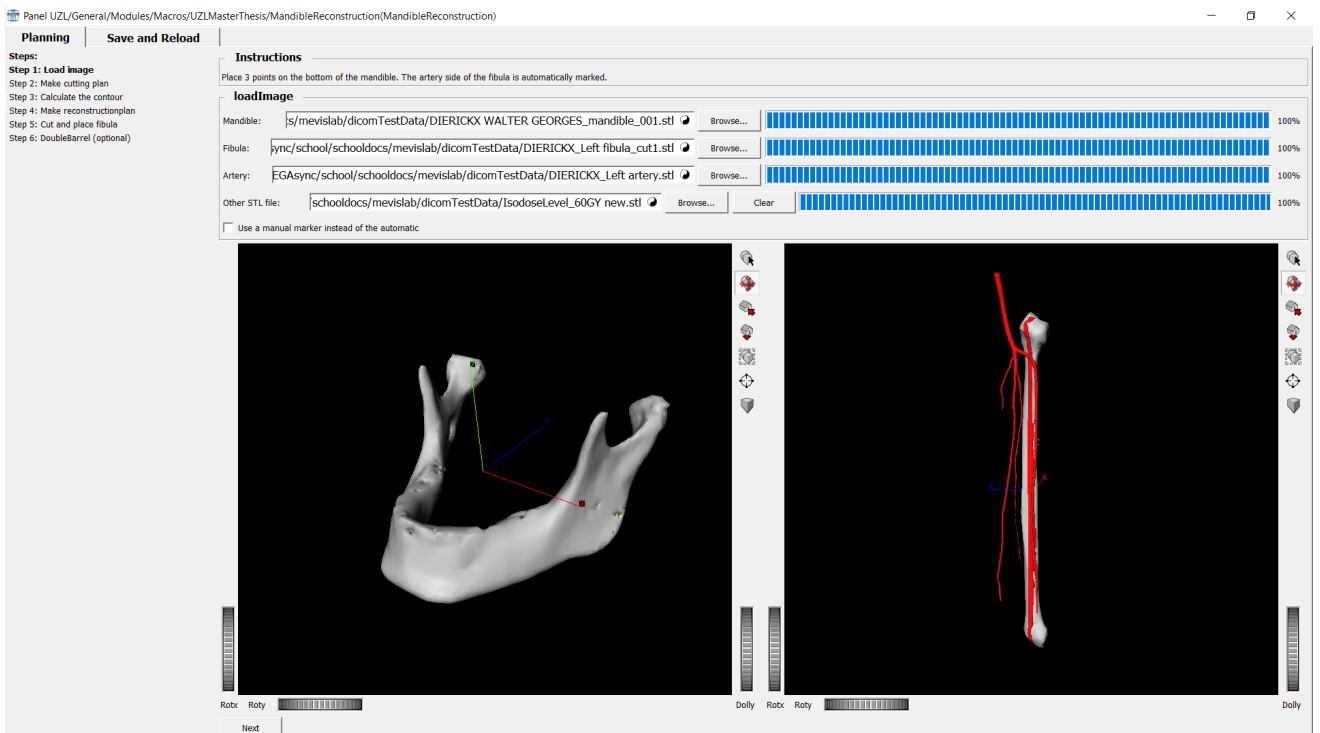 Panel UZL/General/Modules/Macros/UZLMasterThesis/MandibleReconstruction(MandibleReconstruction)
Planning Save and Reload
Steps:
Step 1: Load image
Step 2: Make cutting plan
Step 3: Calculate the contour
Step 4: Make reconstructionplan
Step 5: Cut and place fibula
Step 6: DoubleBarrel (optional)
Instructions
Place 3 points on the bottom of the mandible. The artery side of the fibula is automatically marked.
loadImage
Mandible: :s/mevislab/dicomTestData/DIERICKX WALTER GEORGES_mandible_001.stl Browse... 100%
Fibula: sync/school/schooldocs/mevislab/dicomTestData/DIERICKX_Left fibula_cut1.stl Browse... 100%
Artery: EGAsync/school/schooldocs/mevislab/dicomTestData/DIERICKX_Left artery.stl Browse... 100%
Other STL file: schooldocs/mevislab/dicomTestData/IsodoseLevel_60GY new.stl Browse... Clear 100%
Use a manual marker instead of the automatic
Y
Y X
Rotx Roty Dolly Rotx Roty Dolly
Next